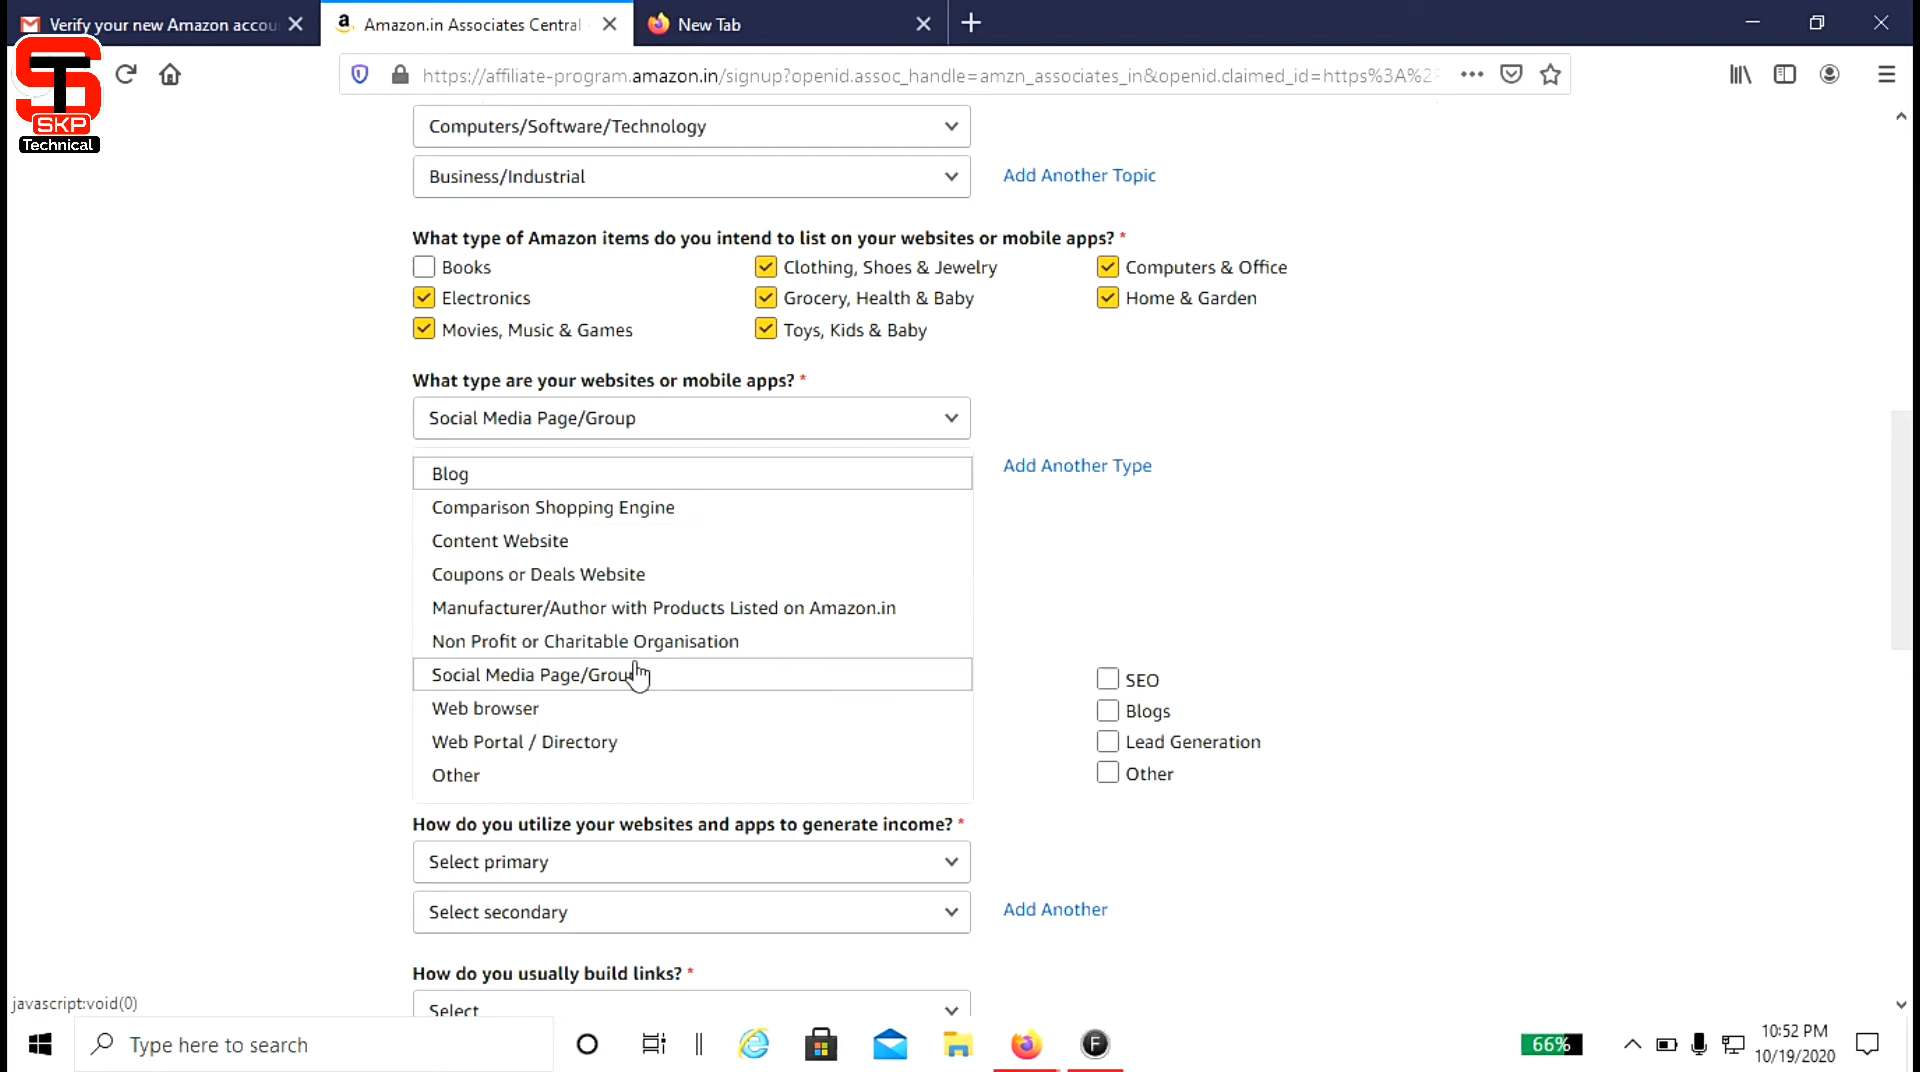 Verify your new Amazon accou
Amazon.in Associates Central
New Tab
https://affiliate-program.amazon.in/signup?openid.assoc_handle=amzn_associates_in&openid.claimed_id=https%3A%2
ST
SKP
Technical
Computers/Software/Technology
Business/Industrial
Add Another Topic
What type of Amazon items do you intend to list on your websites or mobile apps? *
Books
Clothing, Shoes & Jewelry
Computers & Office
Electronics
Grocery, Health & Baby
Home & Garden
Movies, Music & Games
Toys, Kids & Baby
What type are your websites or mobile apps? *
Social Media Page/Group
Add Another Type
Blog
Comparison Shopping Engine
Content Website
Coupons or Deals Website
Manufacturer/Author with Products Listed on Amazon.in
Non Profit or Charitable Organisation
Social Media Page/Group
Web browser
Web Portal / Directory
Other
SEO
Blogs
Lead Generation
Other
How do you utilize your websites and apps to generate income? *
Select primary
Select secondary
Add Another
How do you usually build links? *
Select
javascript:void(0)
Type here to search
66%
10:52 PM
10/19/2020